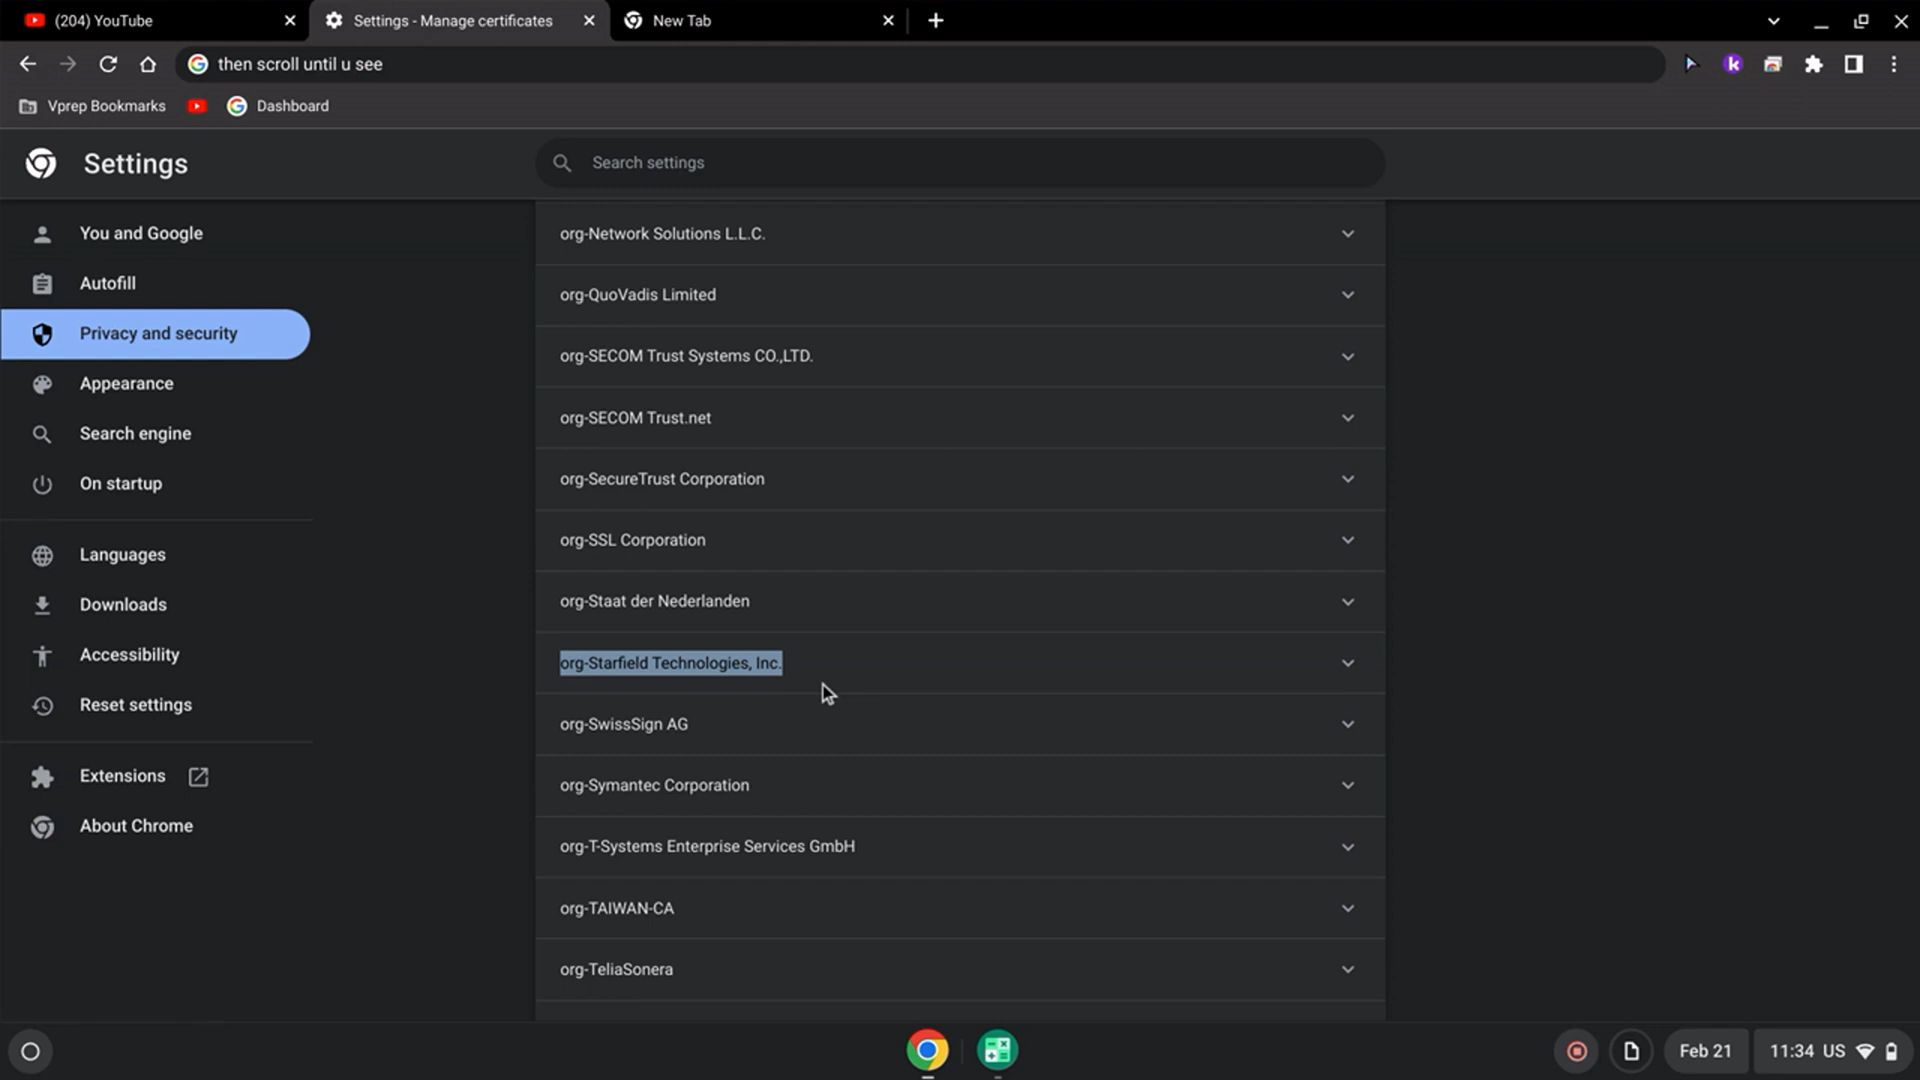 (204) YouTube
Settings - Manage certificates
New Tab
then scroll until u see
k
Vprep Bookmarks
Dashboard
Settings
Search settings
You and Google
Autofill
Privacy and security
Appearance
Search engine
On startup
Languages
Downloads
Accessibility
Reset settings
Extensions
About Chrome
org-Network Solutions L.L.C.
org-QuoVadis Limited
org-SECOM Trust Systems CO.,LTD.
org-SECOM Trust.net
org-SecureTrust Corporation
org-SSL Corporation
org-Staat der Nederlanden
org-Starfield Technologies, Inc.
org-SwissSign AG
org-Symantec Corporation
org-T-Systems Enterprise Services GmbH
org-TAIWAN-CA
org-TeliaSonera
Feb 21
11:34 US